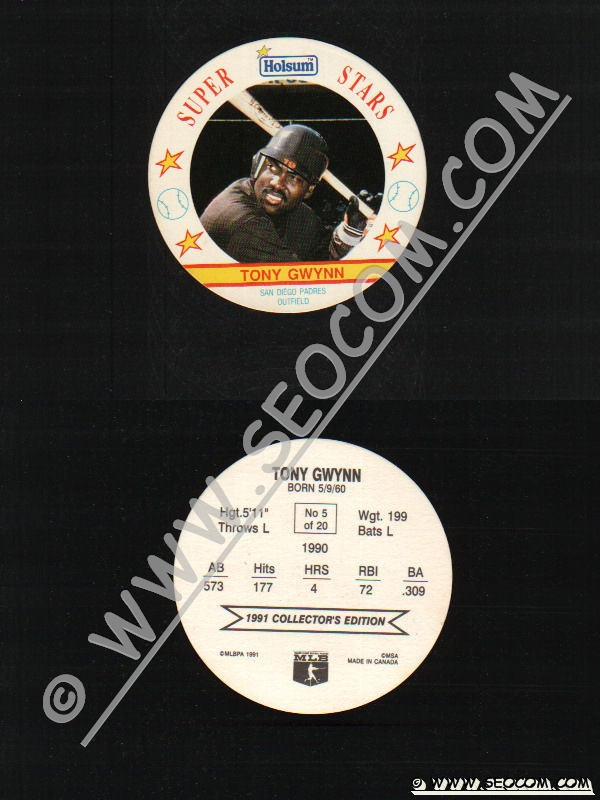 Holsum™
SUPER STARS
TONY GWYNN
SAN DIEGO PADRES
OUTFIELD
© WWW.SEOCOM.COM
TONY GWYNN
BORN 5/9/60
Hgt.5'11" No 5 Wgt. 199
Throws L of 20 Bats L
1990
AB Hits HRS RBI BA
573 177 4 72 .309
1991 COLLECTOR'S EDITION
©MLBPA 1991 MLB ©MSA
MADE IN CANADA
© WWW.SEOCOM.COM